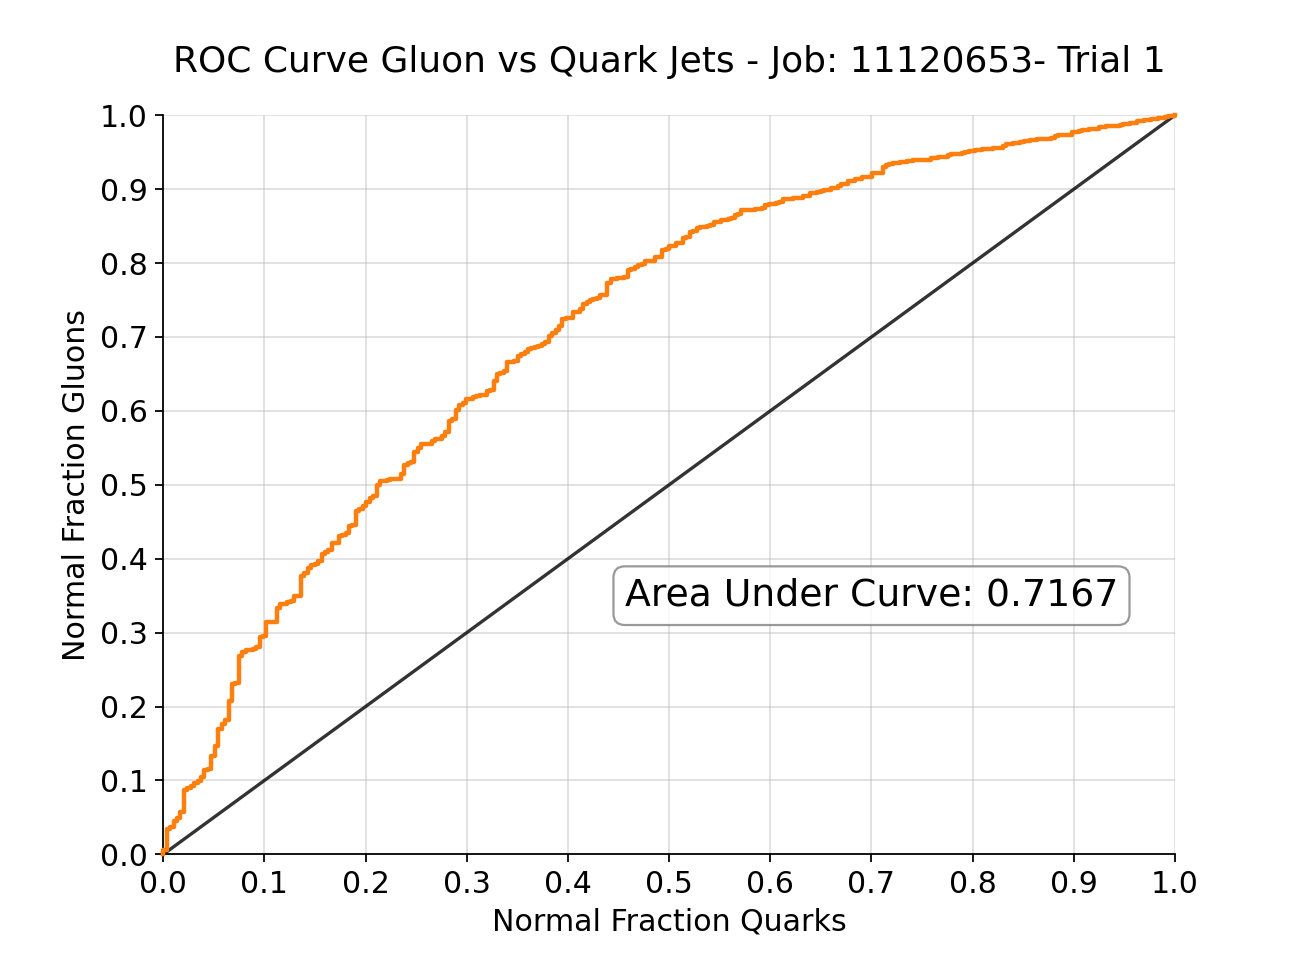 ROC Curve Gluon vs Quark Jets - Job: 11120653- Trial 1
1.0
0.9
0.8
0.7
0.6
0.5
0.4
0.3
0.2
0.1
0.0
Normal Fraction Gluons
Area Under Curve: 0.7167
0.0 0.1 0.2 0.3 0.4 0.5 0.6 0.7 0.8 0.9 1.0
Normal Fraction Quarks